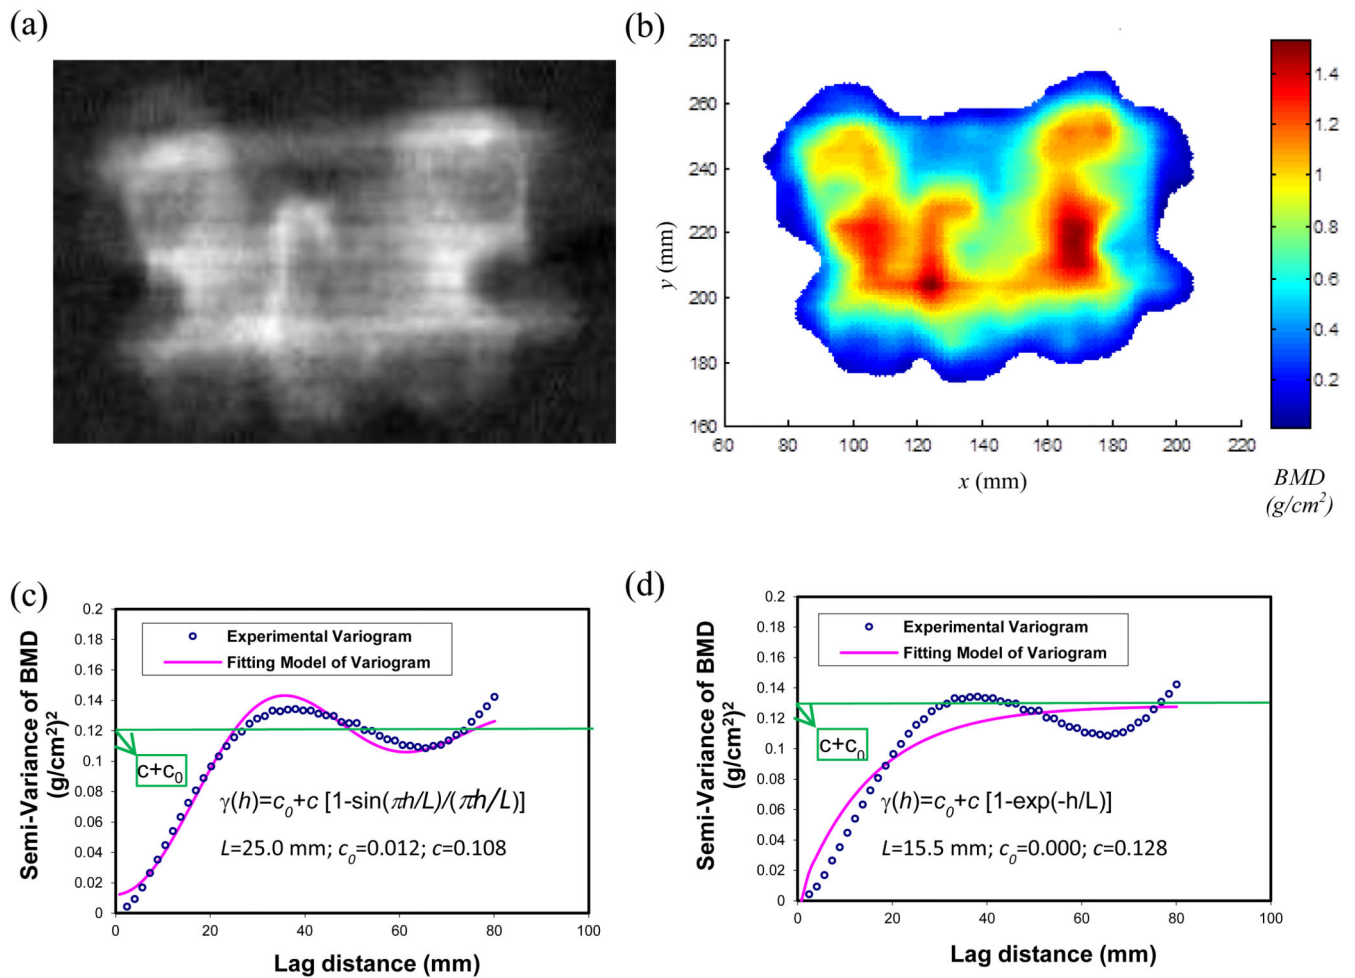 (a)
(b)
280
260
240
220
200
180
160
y (mm)
60
80
100
120
140
160
180
200
220
x (mm)
1.4
1.2
1
0.8
0.6
0.4
0.2
BMD
(g/cm²)
(c)
Semi-Variance of BMD
(g/cm²)²
0.2
0.18
0.16
0.14
0.12
0.1
0.08
0.06
0.04
0.02
0
Experimental Variogram
Fitting Model of Variogram
c+c₀
γ(h)=c₀+c [1-sin(πh/L)/(πh/L)]
L=25.0 mm; c₀=0.012; c=0.108
0
20
40
60
80
100
Lag distance (mm)
(d)
Semi-Variance of BMD
(g/cm²)²
0.2
0.18
0.16
0.14
0.12
0.1
0.08
0.06
0.04
0.02
0
Experimental Variogram
Fitting Model of Variogram
c+c₀
γ(h)=c₀+c [1-exp(-h/L)]
L=15.5 mm; c₀=0.000; c=0.128
0
20
40
60
80
100
Lag distance (mm)